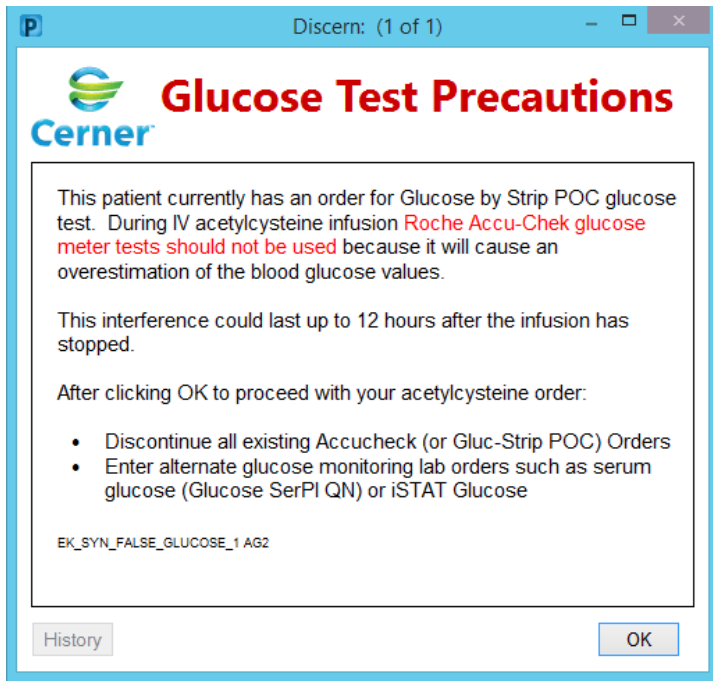 Discern: (1 of 1)
Cerner
Glucose Test Precautions
This patient currently has an order for Glucose by Strip POC glucose
test.  During IV acetylcysteine infusion Roche Accu-Chek glucose
meter tests should not be used because it will cause an
overestimation of the blood glucose values.
This interference could last up to 12 hours after the infusion has
stopped.
After clicking OK to proceed with your acetylcysteine order:
• Discontinue all existing Accucheck (or Gluc-Strip POC) Orders
• Enter alternate glucose monitoring lab orders such as serum
glucose (Glucose SerPl QN) or iSTAT Glucose
EK_SYN_FALSE_GLUCOSE_1 AG2
History
OK